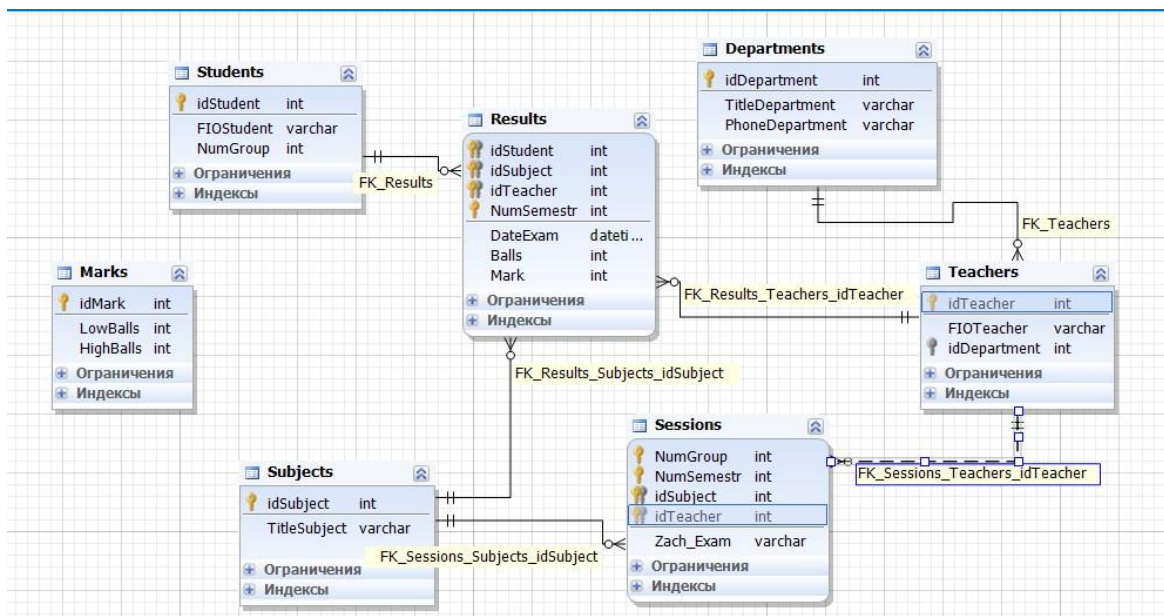 Students
idStudent int
FIOStudent varchar
NumGroup int
Ограничения
Индексы
FK_Results
Results
idStudent int
idSubject int
idTeacher int
NumSemestr int
DateExam dateti...
Balls int
Mark int
Ограничения
Индексы
Departments
idDepartment int
TitleDepartment varchar
PhoneDepartment varchar
Ограничения
Индексы
FK_Teachers
Marks
idMark int
LowBalls int
HighBalls int
Ограничения
Индексы
FK_Results_Teachers_idTeacher
Teachers
idTeacher int
FIOTeacher varchar
idDepartment int
Ограничения
Индексы
FK_Results_Subjects_idSubject
Subjects
idSubject int
TitleSubject varchar
Ограничения
Индексы
FK_Sessions_Subjects_idSubject
Sessions
NumGroup int
NumSemestr int
idSubject int
idTeacher int
Zach_Exam varchar
Ограничения
Индексы
FK_Sessions_Teachers_idTeacher